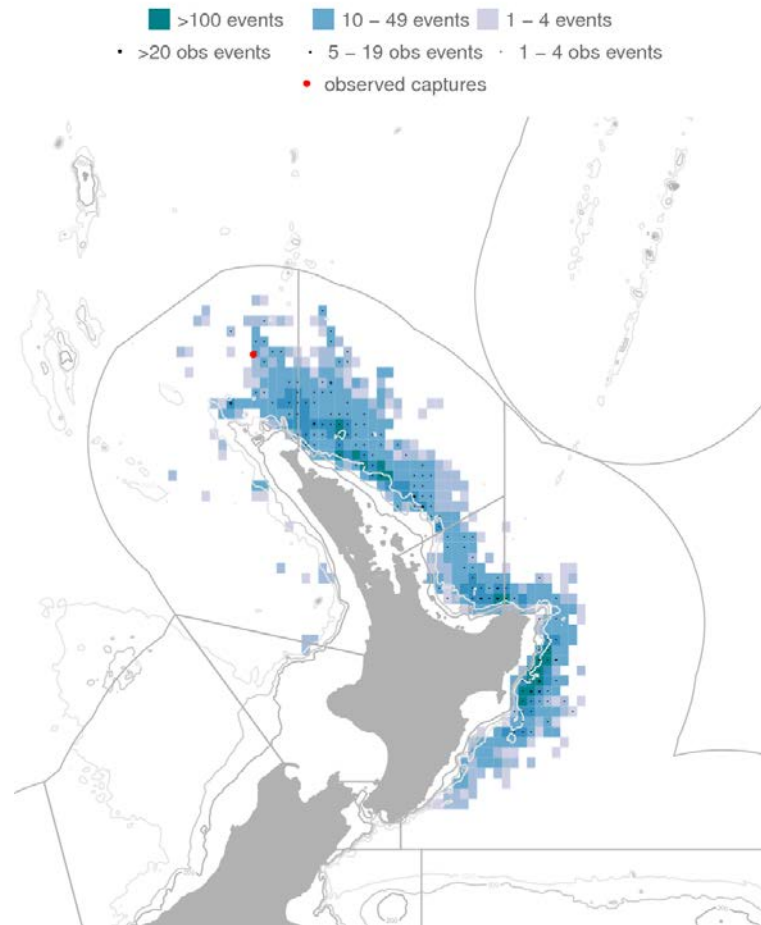 >100 events 10 – 49 events 1 – 4 events
>20 obs events 5 – 19 obs events 1 – 4 obs events
observed captures